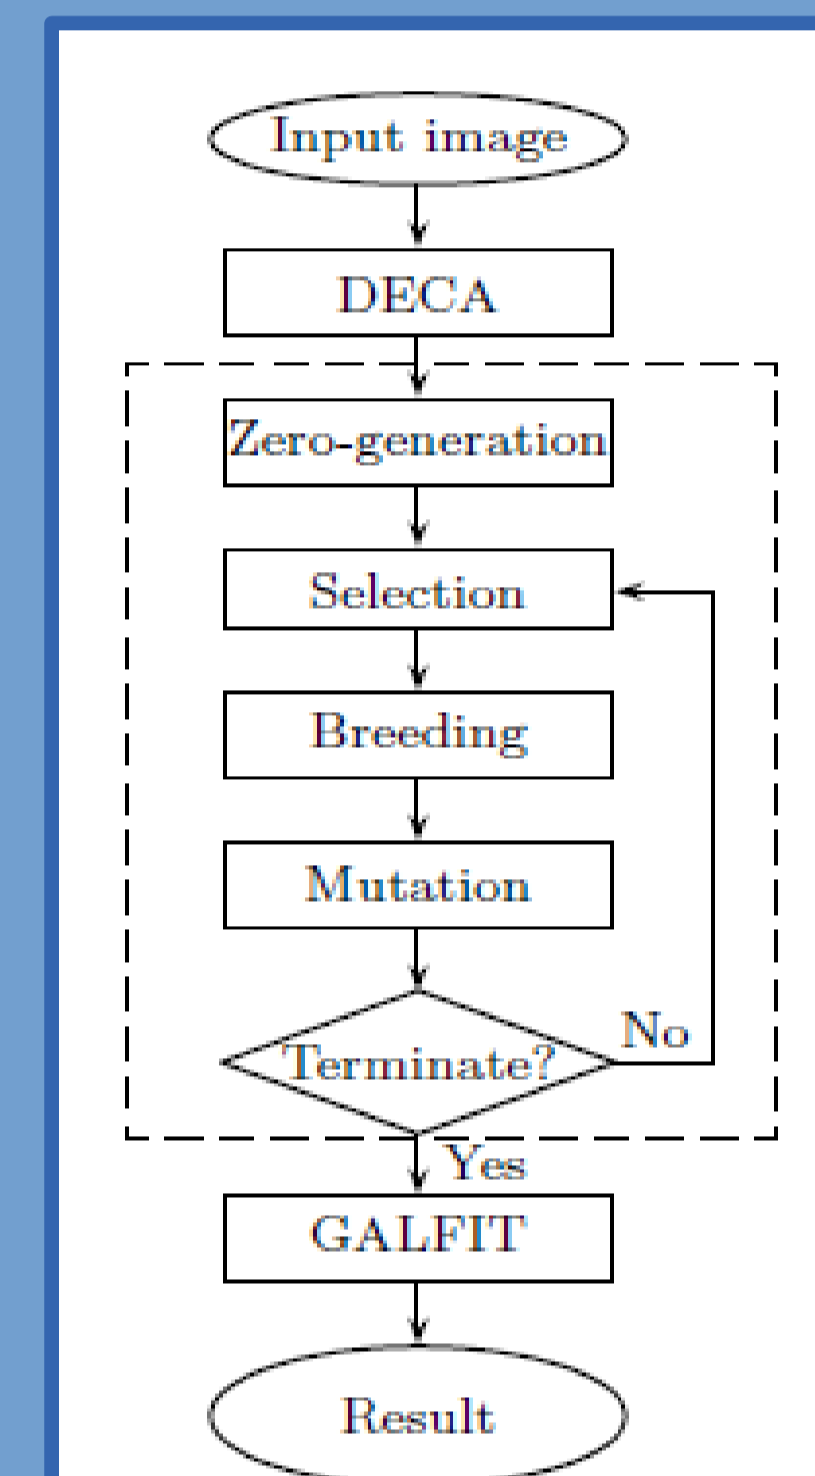 Input image
DECA
Zero-generation
Selection
Breeding
Mutation
Terminate?
No
Yes
GALFIT
Result